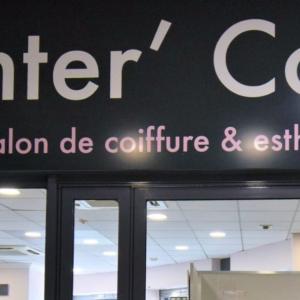 nter' Co
alon de coiffure & esth